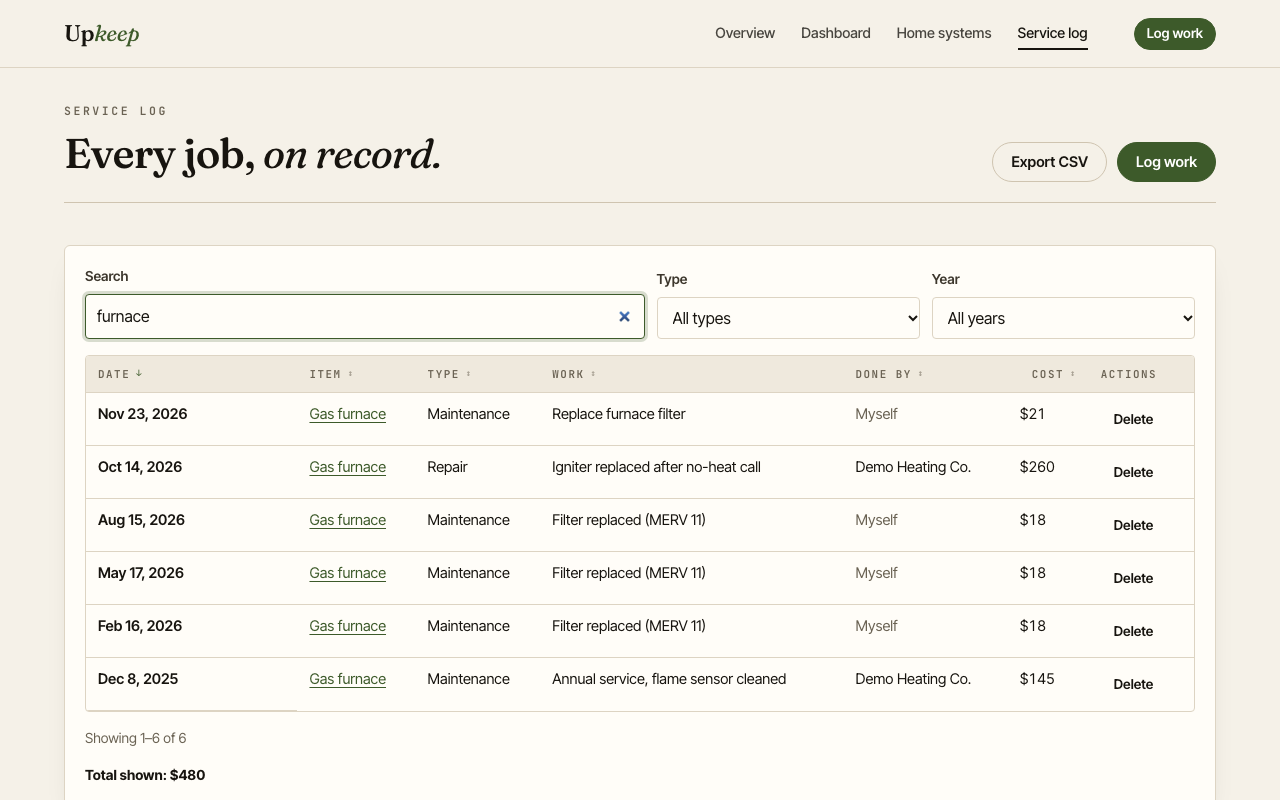 Upkeep
Overview Dashboard Home systems Service log Log work
SERVICE LOG
Every job, on record.
Export CSV Log work
Search Type Year
furnace All types All years
DATE ↓ ITEM ↕ TYPE ↕ WORK ↕ DONE BY ↕ COST ↕ ACTIONS
Nov 23, 2026 Gas furnace Maintenance Replace furnace filter Myself $21 Delete
Oct 14, 2026 Gas furnace Repair Igniter replaced after no-heat call Demo Heating Co. $260 Delete
Aug 15, 2026 Gas furnace Maintenance Filter replaced (MERV 11) Myself $18 Delete
May 17, 2026 Gas furnace Maintenance Filter replaced (MERV 11) Myself $18 Delete
Feb 16, 2026 Gas furnace Maintenance Filter replaced (MERV 11) Myself $18 Delete
Dec 8, 2025 Gas furnace Maintenance Annual service, flame sensor cleaned Demo Heating Co. $145 Delete
Showing 1–6 of 6
Total shown: $480